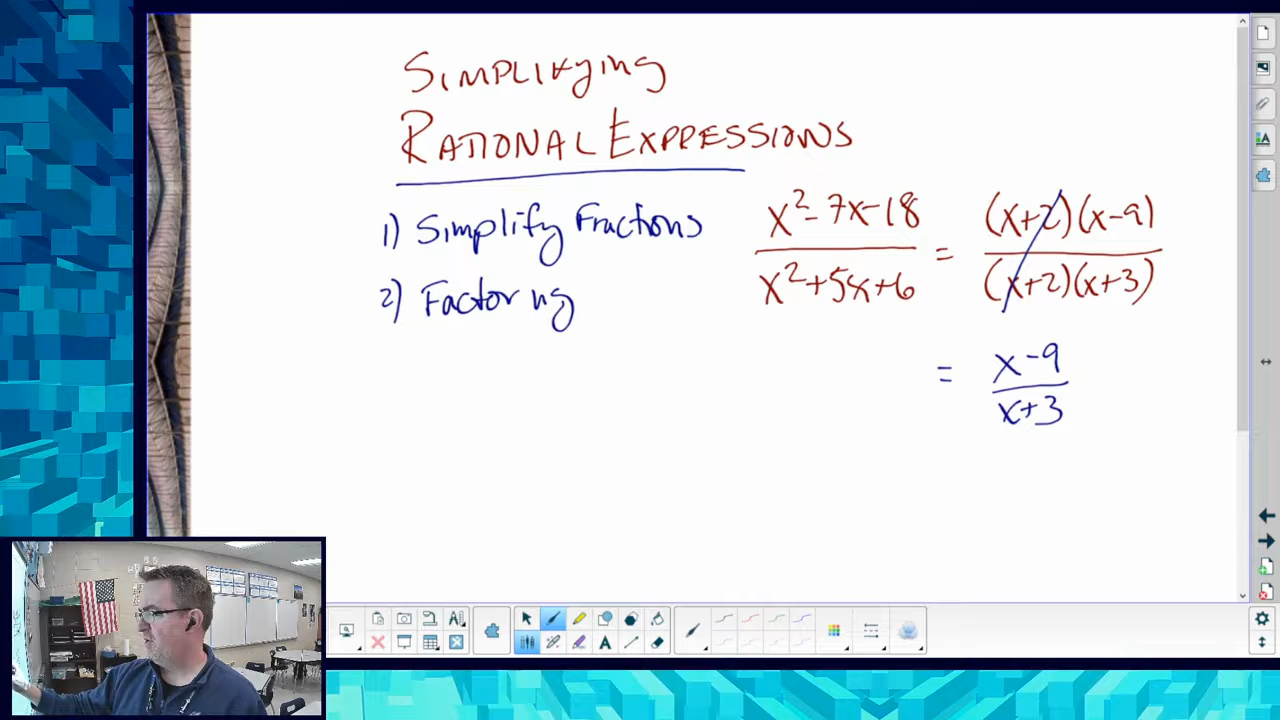 SIMPLIFYING
RATIONAL EXPRESSIONS
1) Simplify Fractions
2) Factoring
x²-7x-18 / x²+5x+6 = (x+2)(x-9) / (x+2)(x+3)
= x-9 / x+3